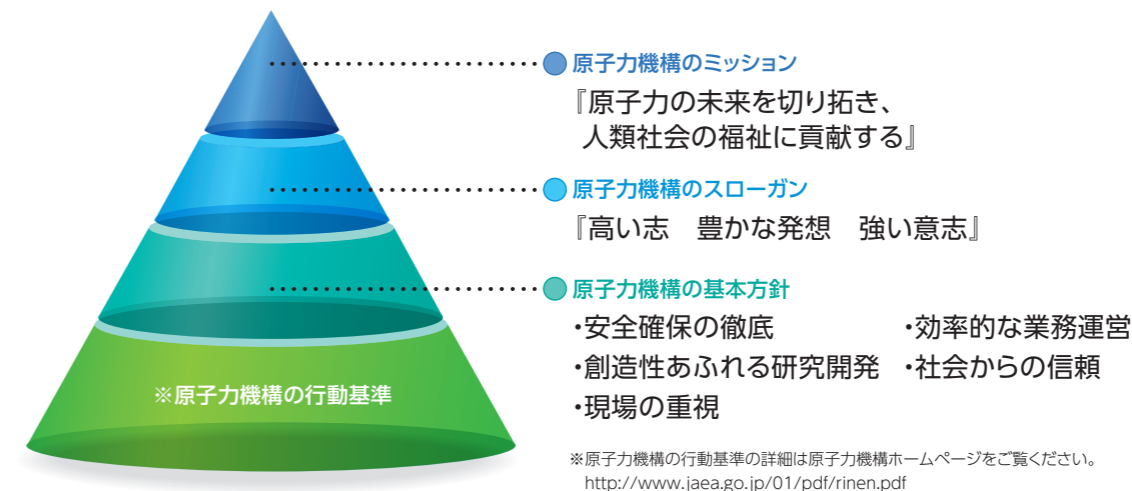 原子力機構のミッション
『原子力の未来を切り拓き、
人類社会の福祉に貢献する』
原子力機構のスローガン
『高い志　豊かな発想　強い意志』
原子力機構の基本方針
・安全確保の徹底
・効率的な業務運営
・創造性あふれる研究開発
・社会からの信頼
・現場の重視
※原子力機構の行動基準
※原子力機構の行動基準の詳細は原子力機構ホームページをご覧ください。
http://www.jaea.go.jp/01/pdf/rinen.pdf